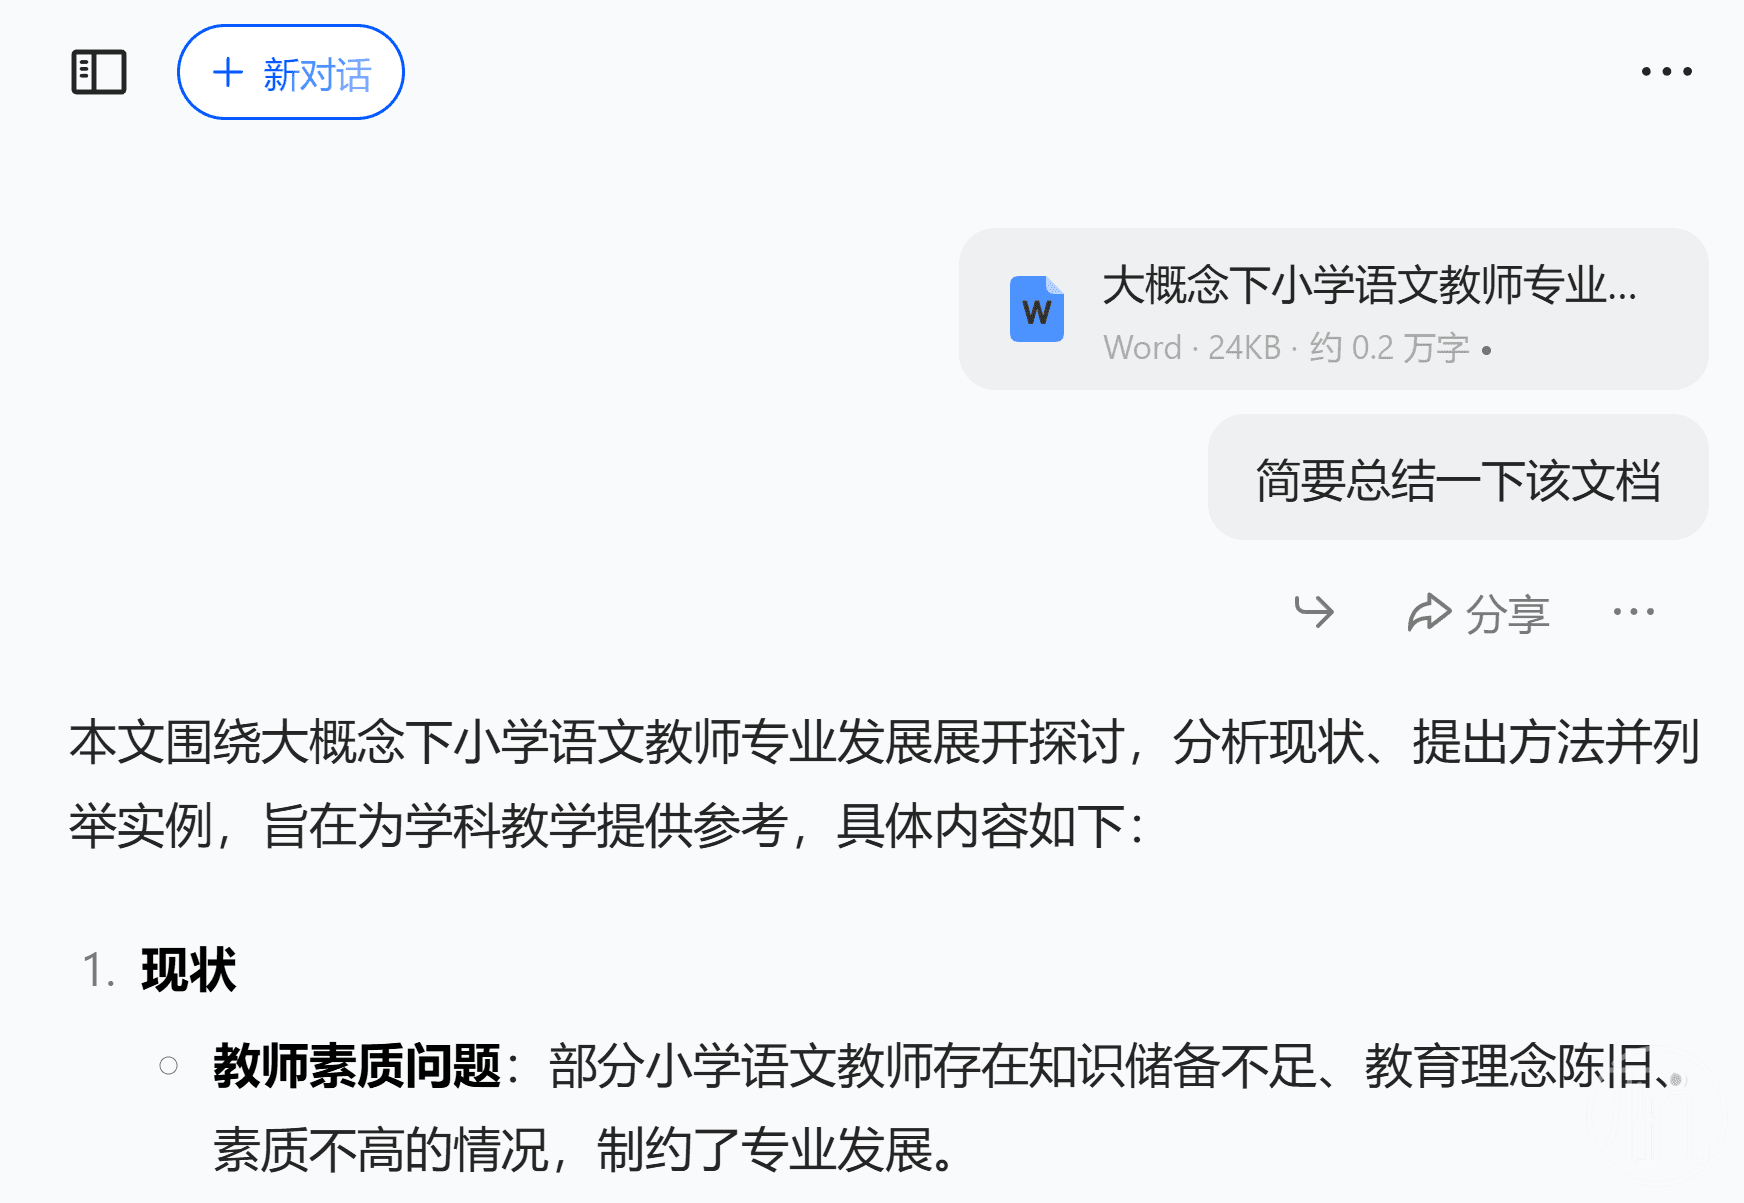 新对话
大概念下小学语文教师专业...
W
Word · 24KB · 约 0.2 万字
简要总结一下该文档
分享
本文围绕大概念下小学语文教师专业发展展开探讨，分析现状、提出方法并列
举实例，旨在为学科教学提供参考，具体内容如下：
1. 现状
教师素质问题：部分小学语文教师存在知识储备不足、教育理念陈旧、
素质不高的情况，制约了专业发展。